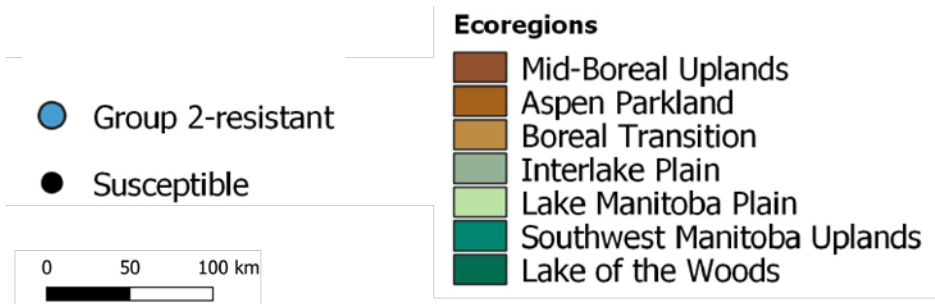 Ecoregions
Mid-Boreal Uplands
Aspen Parkland
Boreal Transition
Interlake Plain
Lake Manitoba Plain
Southwest Manitoba Uplands
Lake of the Woods
Group 2-resistant
Susceptible
0 50 100 km